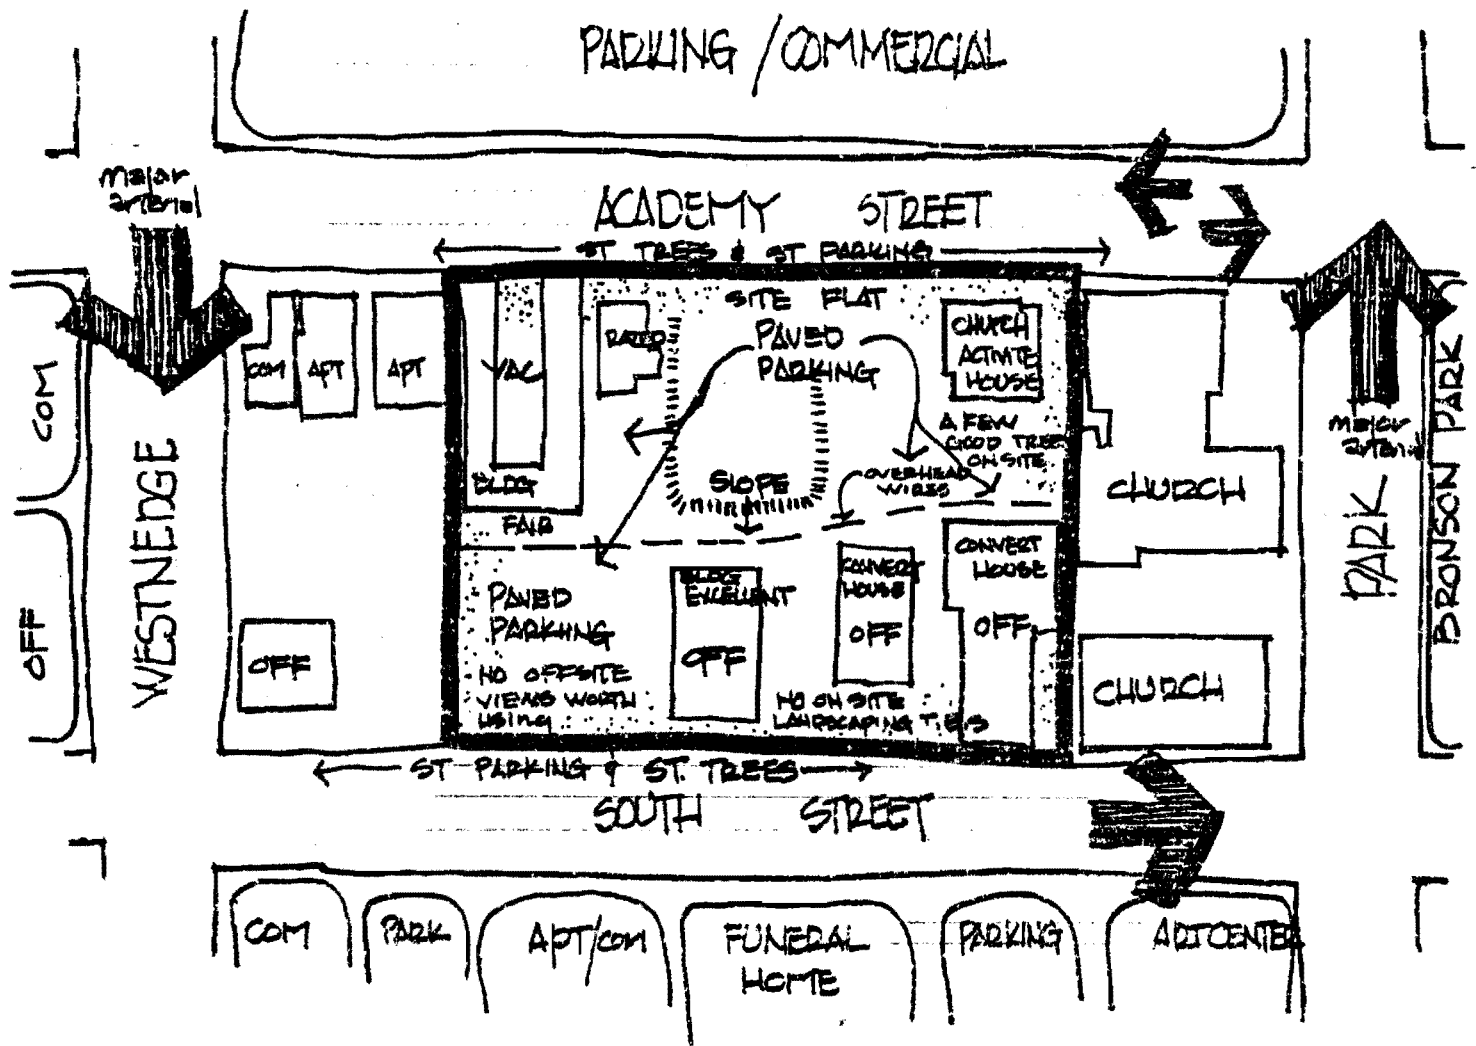 PARKING / COMMERCIAL
major
arterial
ACADEMY STREET
ST TREES & ST PARKING
SITE FLAT
PAVED
PARKING
CHURCH
ACTIVATE
HOUSE
COM
APT
APT
VAC
COM
BLDG
FAIR
SLOPE
A FEW
GOOD TREES
ON SITE
OVERHEAD
WIRES
CHURCH
major
arterial
BRONSON PARK
PARK
WESTNEDGE
OFF
OFF
PAVED
PARKING
NO OFFSITE
VIEWS WORTH
USING
BLDG
EXCELLENT
OFF
CONVERT
HOUSE
OFF
CONVERT
HOUSE
OFF
NO ON SITE
LANDSCAPING
CHURCH
ST PARKING & ST. TREES
SOUTH STREET
COM
PARK
APT/COM
FUNERAL
HOME
PARKING
ART CENTER